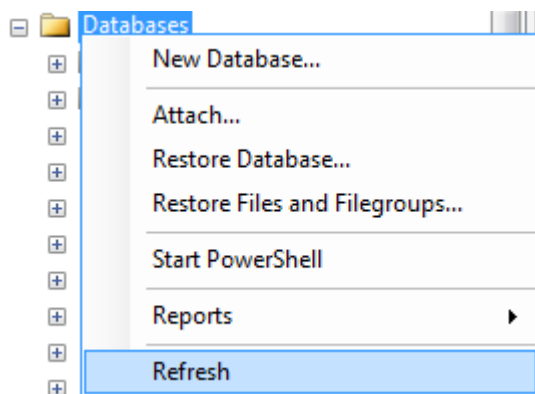 Databases
New Database...
Attach...
Restore Database...
Restore Files and Filegroups...
Start PowerShell
Reports
Refresh